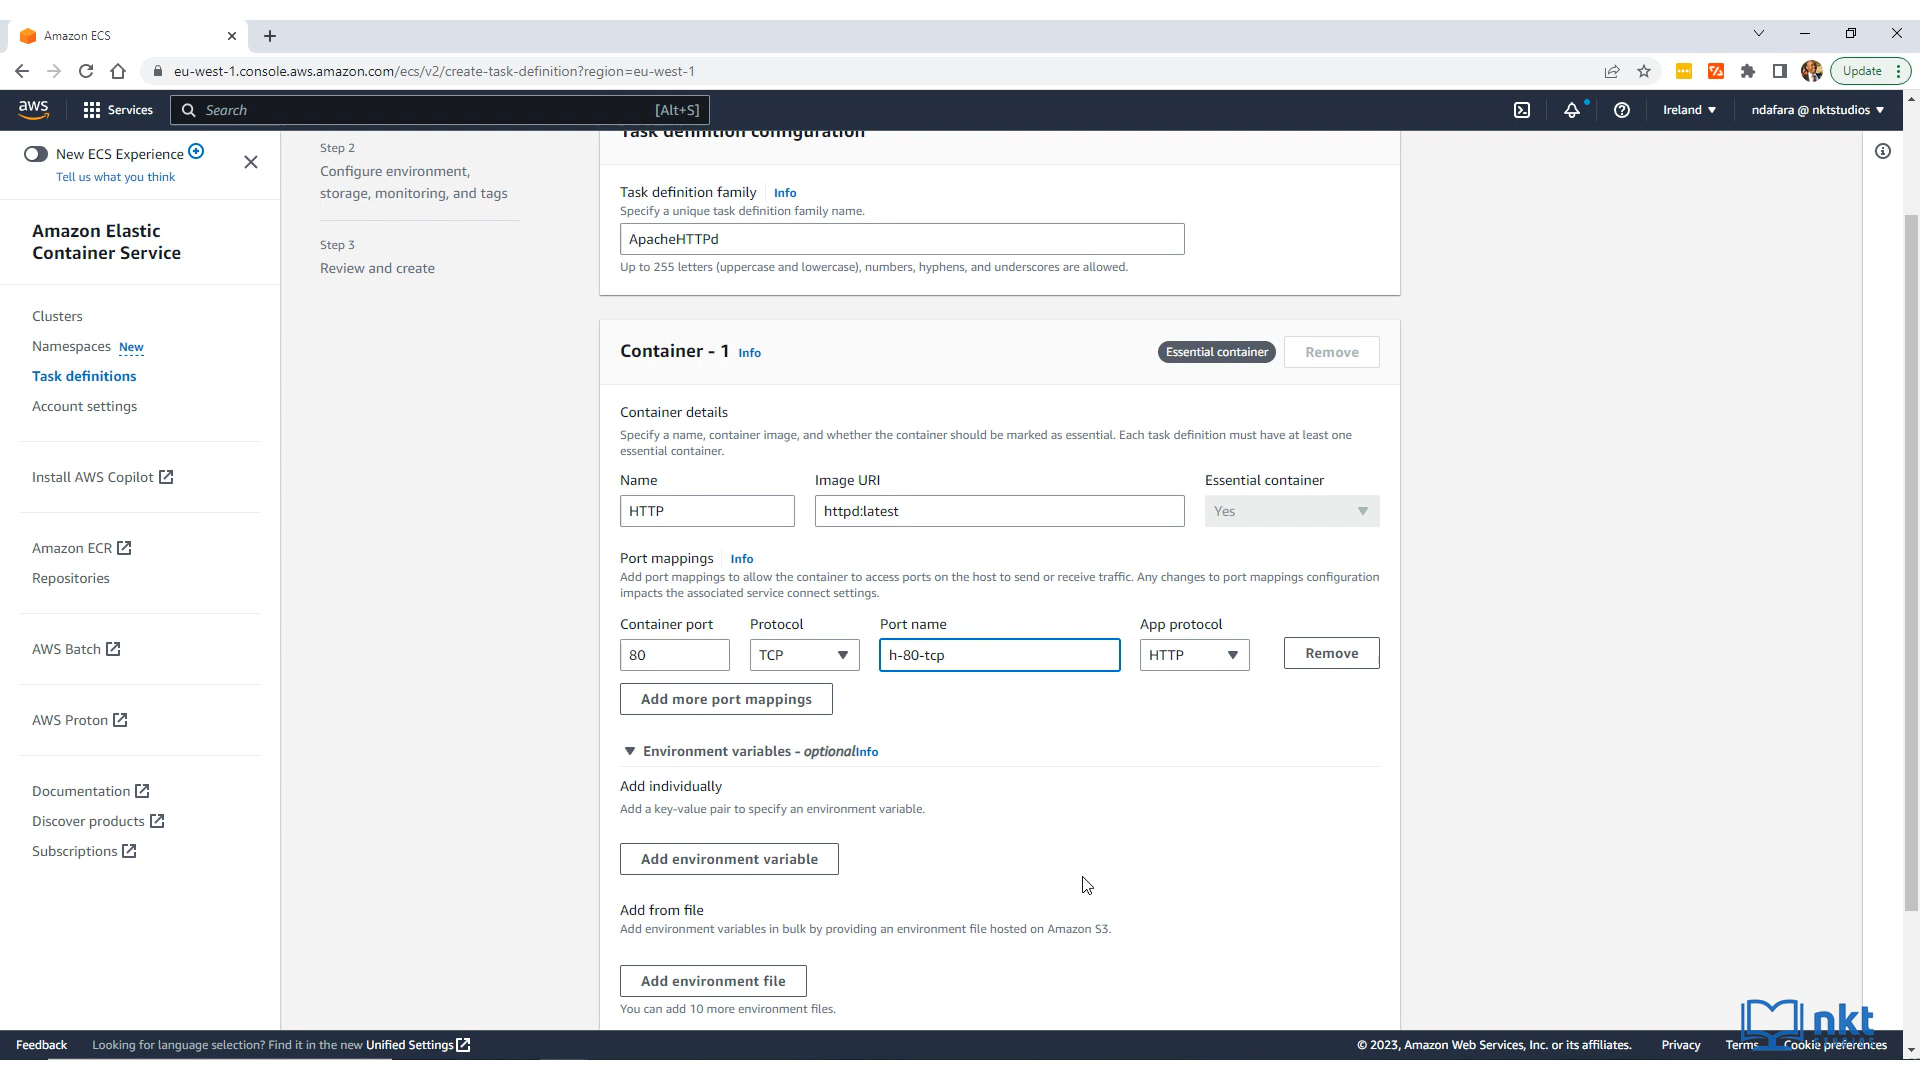 Amazon ECS
eu-west-1.console.aws.amazon.com/ecs/v2/create-task-definition?region=eu-west-1
Update
aws
Services
Search
[Alt+S]
Ireland
ndafara @ nktstudios
New ECS Experience
Tell us what you think
Amazon Elastic
Container Service
Clusters
Namespaces New
Task definitions
Account settings
Install AWS Copilot
Amazon ECR
Repositories
AWS Batch
AWS Proton
Documentation
Discover products
Subscriptions
Step 2
Configure environment,
storage, monitoring, and tags
Step 3
Review and create
Task definition configuration
Task definition family Info
Specify a unique task definition family name.
ApacheHTTPd
Up to 255 letters (uppercase and lowercase), numbers, hyphens, and underscores are allowed.
Container - 1 Info
Essential container
Remove
Container details
Specify a name, container image, and whether the container should be marked as essential. Each task definition must have at least one
essential container.
Name Image URI Essential container
HTTP httpd:latest Yes
Port mappings Info
Add port mappings to allow the container to access ports on the host to send or receive traffic. Any changes to port mappings configuration
impacts the associated service connect settings.
Container port Protocol Port name App protocol
80 TCP h-80-tcp HTTP Remove
Add more port mappings
Environment variables - optionalInfo
Add individually
Add a key-value pair to specify an environment variable.
Add environment variable
Add from file
Add environment variables in bulk by providing an environment file hosted on Amazon S3.
Add environment file
You can add 10 more environment files.
nkt
STUDIOS
Feedback Looking for language selection? Find it in the new Unified Settings
© 2023, Amazon Web Services, Inc. or its affiliates. Privacy Terms Cookie preferences